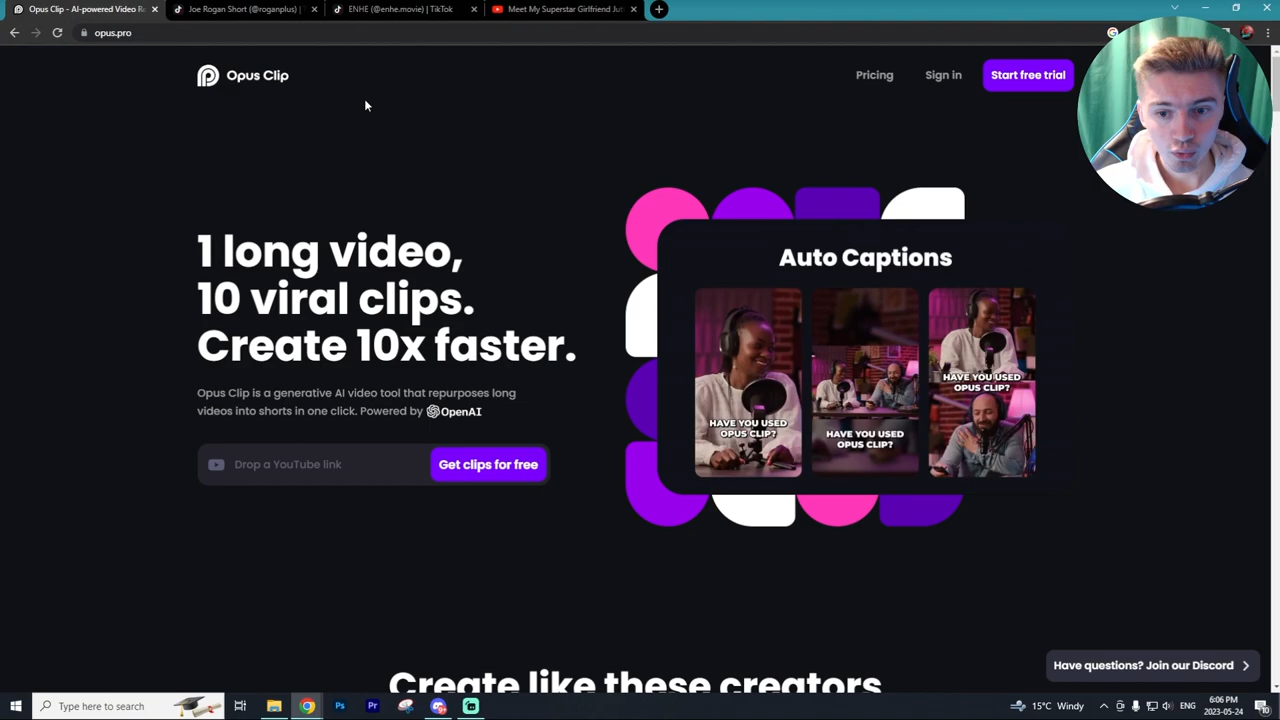 Opus Clip - AI-powered Video Re
Joe Rogan Short (@roganplus) |
ENHE (@enhe.movie) | TikTok
Meet My Superstar Girlfriend Jus
opus.pro
Opus Clip
Pricing
Sign in
Start free trial
1 long video,
10 viral clips.
Create 10x faster.
Opus Clip is a generative AI video tool that repurposes long
videos into shorts in one click. Powered by OpenAI
Drop a YouTube link
Get clips for free
Auto Captions
HAVE YOU USED
OPUS CLIP?
HAVE YOU USED
OPUS CLIP?
HAVE YOU USED
OPUS CLIP?
Create like these creators
Have questions? Join our Discord
Type here to search
Ps
Pr
15°C Windy
ENG
6:06 PM
2023-05-24